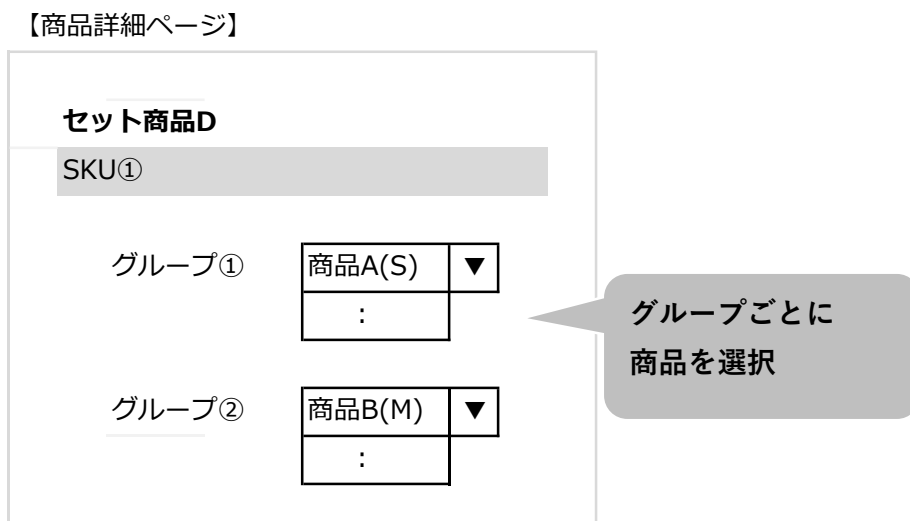 【商品詳細ページ】
セット商品D
SKU①
グループ① 商品A(S) ▼
：
グループごとに
商品を選択
グループ② 商品B(M) ▼
：